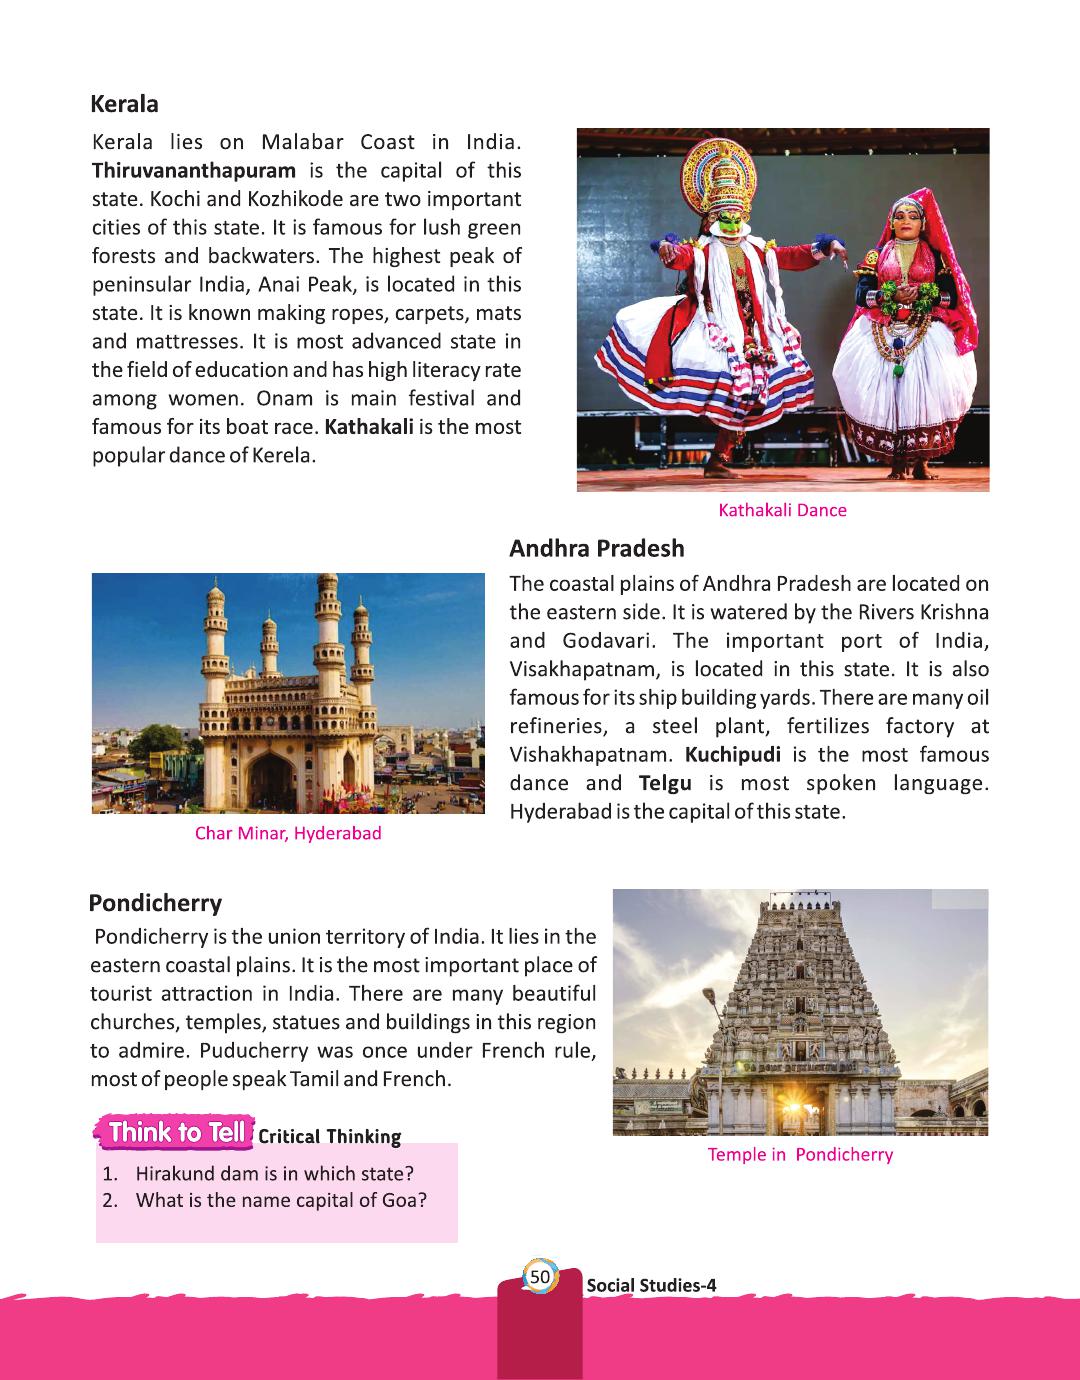 Kerala
Kerala lies on Malabar Coast in India.
Thiruvananthapuram is the capital of this
state. Kochi and Kozhikode are two important
cities of this state. It is famous for lush green
forests and backwaters. The highest peak of
peninsular India, Anai Peak, is located in this
state. It is known making ropes, carpets, mats
and mattresses. It is most advanced state in
the field of education and has high literacy rate
among women. Onam is main festival and
famous for its boat race. Kathakali is the most
popular dance of Kerela.
Kathakali Dance
Andhra Pradesh
The coastal plains of Andhra Pradesh are located on
the eastern side. It is watered by the Rivers Krishna
and Godavari. The important port of India,
Visakhapatnam, is located in this state. It is also
famous for its ship building yards. There are many oil
refineries, a steel plant, fertilizes factory at
Vishakhapatnam. Kuchipudi is the most famous
dance and Telgu is most spoken language.
Hyderabad is the capital of this state.
Char Minar, Hyderabad
Pondicherry
Pondicherry is the union territory of India. It lies in the
eastern coastal plains. It is the most important place of
tourist attraction in India. There are many beautiful
churches, temples, statues and buildings in this region
to admire. Puducherry was once under French rule,
most of people speak Tamil and French.
Temple in Pondicherry
Think to Tell Critical Thinking
1. Hirakund dam is in which state?
2. What is the name capital of Goa?
50
Social Studies-4